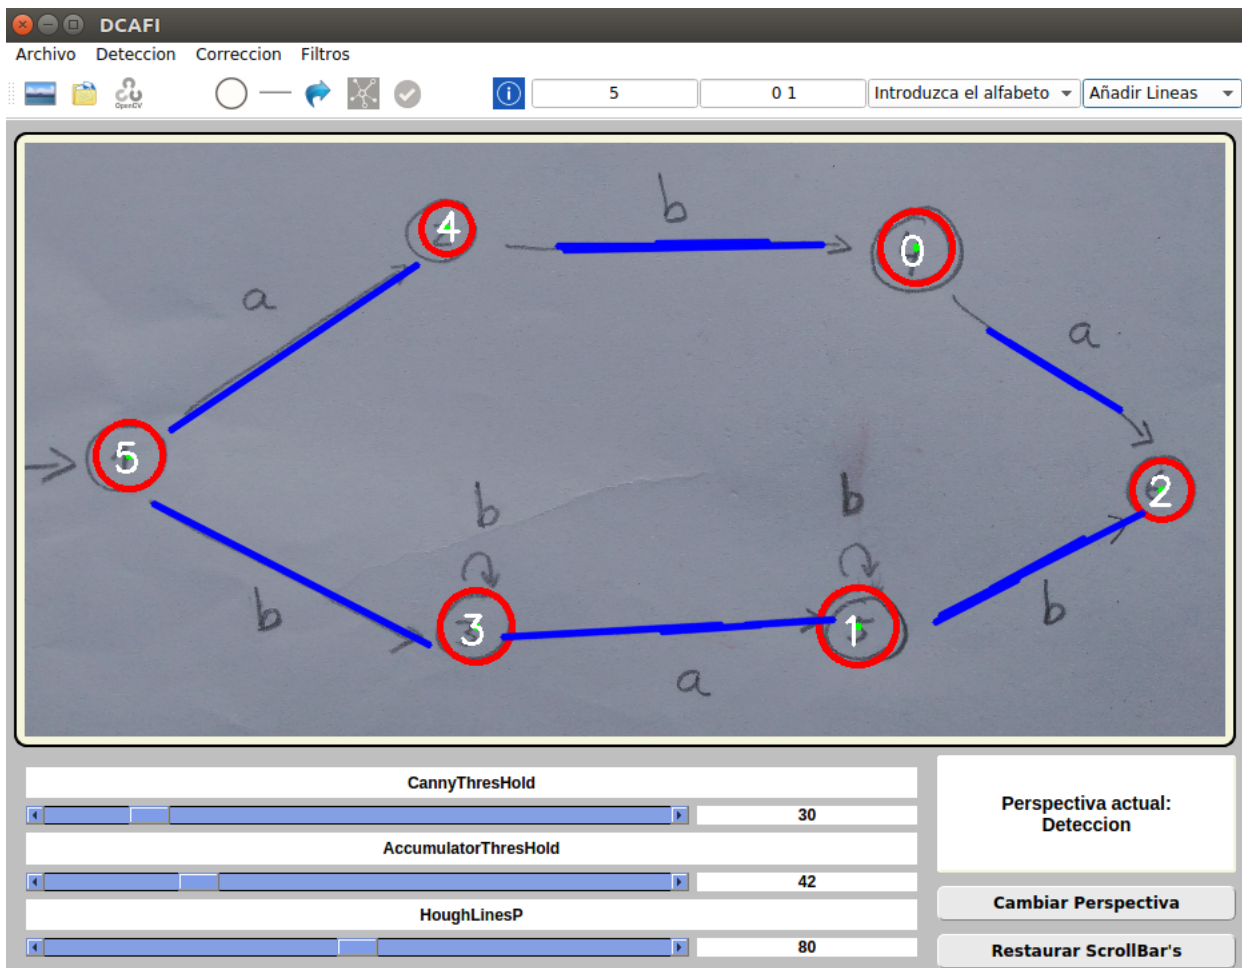 DCAFI
Archivo Deteccion Correccion Filtros
OpenCV
i 5 0 1 Introduzca el alfabeto Añadir Lineas
b
4
0
a
a
5
2
b
b
b
3
1
b
a
CannyThresHold
30
AccumulatorThresHold
42
HoughLinesP
80
Perspectiva actual:
Deteccion
Cambiar Perspectiva
Restaurar ScrollBar's